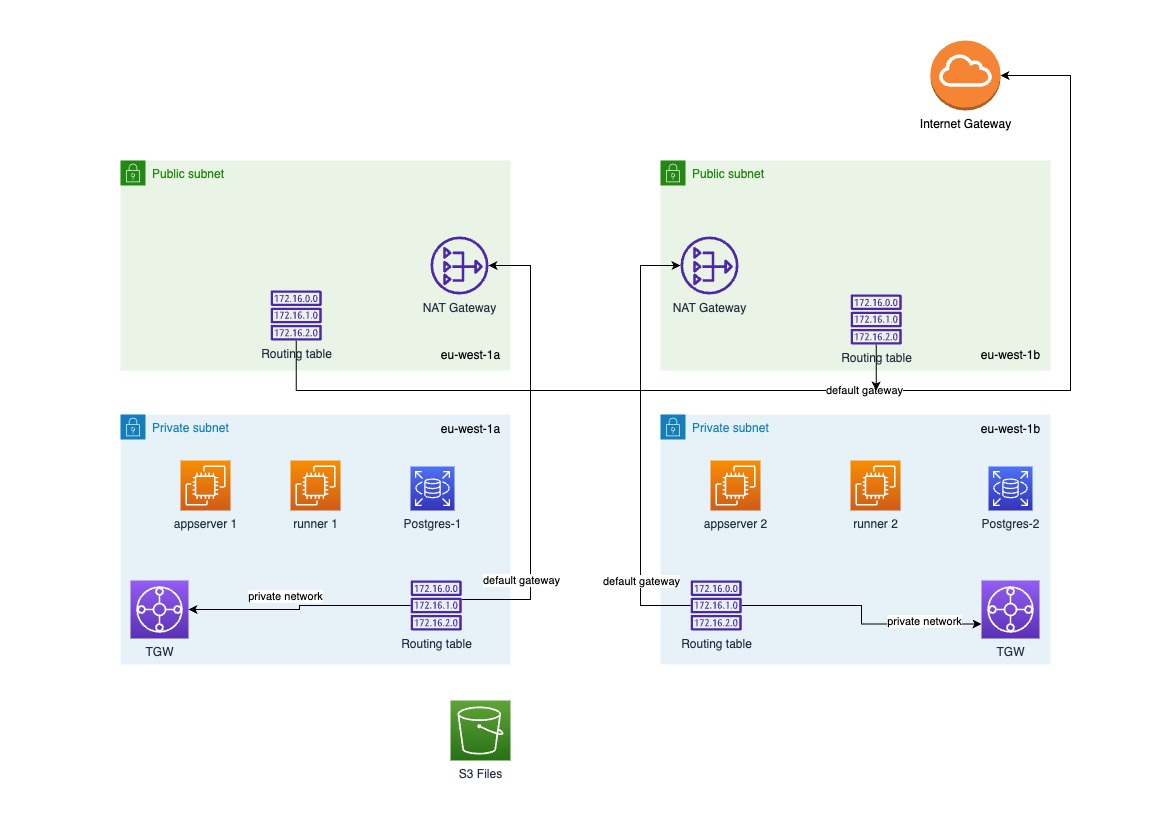 Internet Gateway
Public subnet
NAT Gateway
172.16.0.0
172.16.1.0
172.16.2.0
Routing table
eu-west-1a
Public subnet
NAT Gateway
172.16.0.0
172.16.1.0
172.16.2.0
Routing table
eu-west-1b
default gateway
Private subnet
eu-west-1a
appserver 1
runner 1
Postgres-1
default gateway
private network
172.16.0.0
172.16.1.0
172.16.2.0
Routing table
TGW
Private subnet
eu-west-1b
appserver 2
runner 2
Postgres-2
default gateway
172.16.0.0
172.16.1.0
172.16.2.0
Routing table
private network
TGW
S3 Files